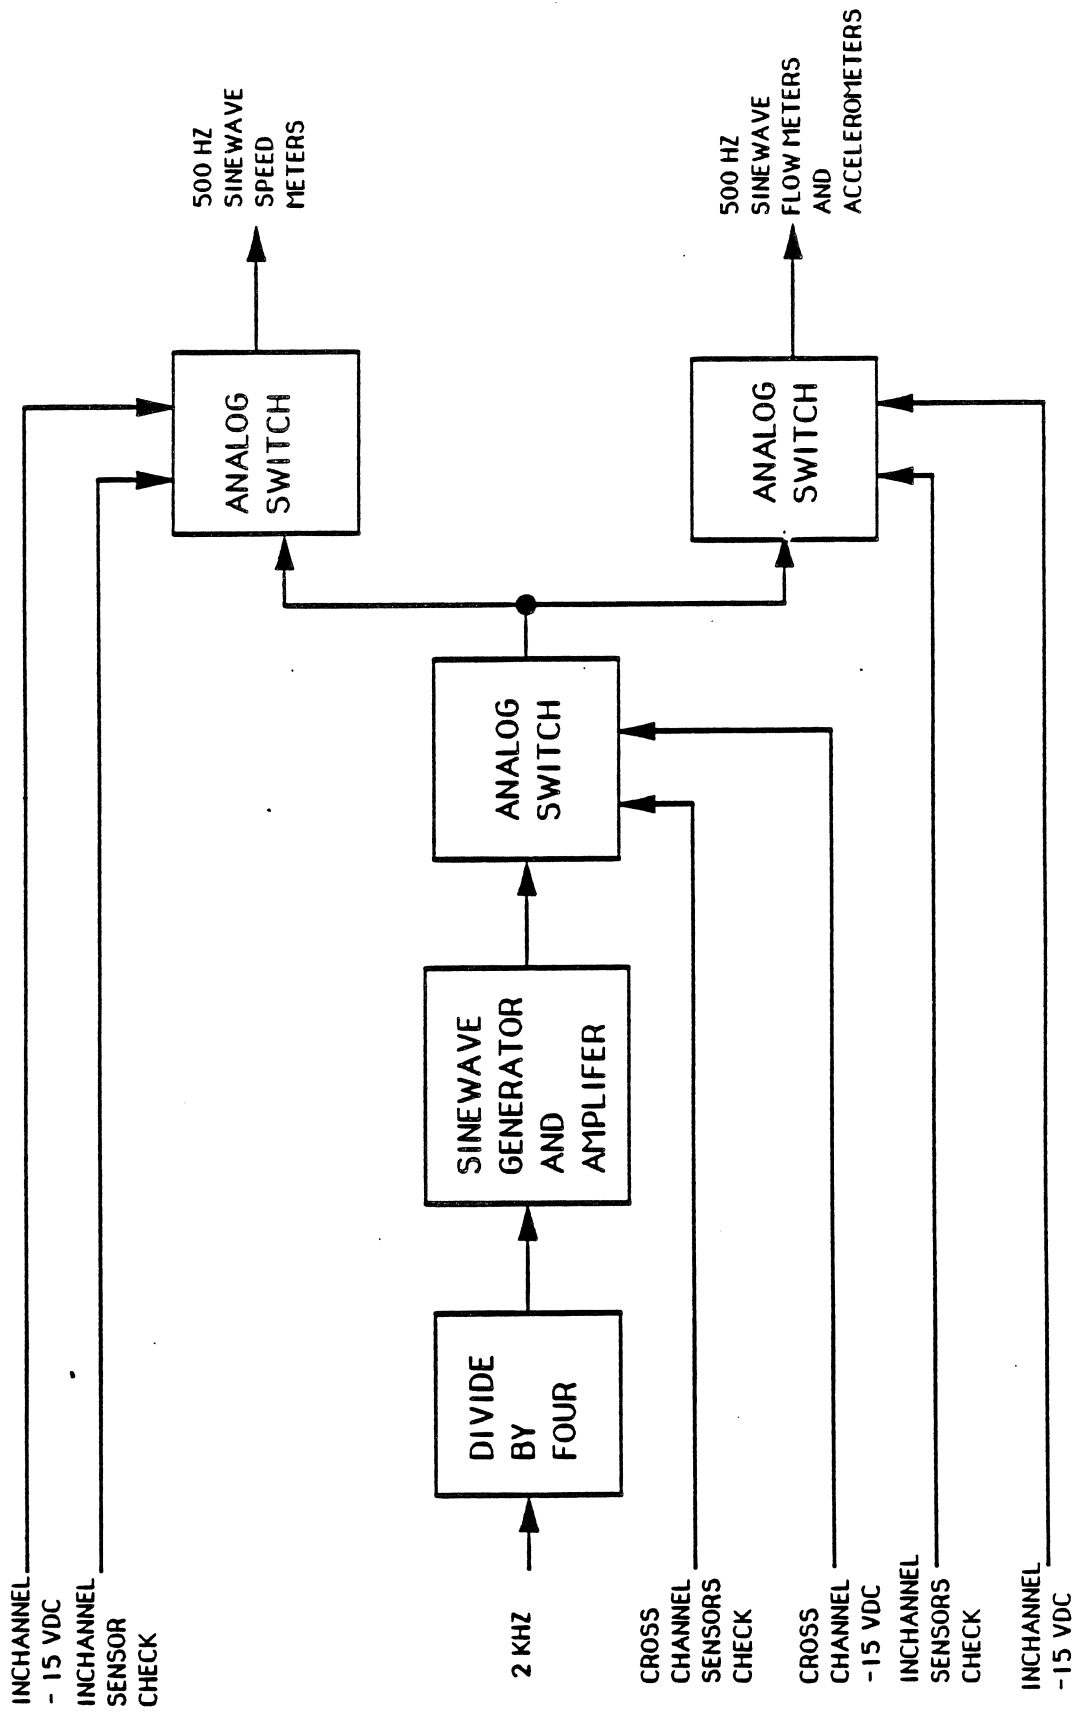 INCHANNEL
- 15 VDC
INCHANNEL
SENSOR
CHECK
2 KHZ
CROSS
CHANNEL
SENSORS
CHECK
CROSS
CHANNEL
-15 VDC
INCHANNEL
SENSORS
CHECK
INCHANNEL
-15 VDC
DIVIDE
BY
FOUR
SINEWAVE
GENERATOR
AND
AMPLIFER
ANALOG
SWITCH
ANALOG
SWITCH
ANALOG
SWITCH
500 HZ
SINEWAVE
SPEED
METERS
500 HZ
SINEWAVE
FLOW METERS
AND
ACCELEROMETERS